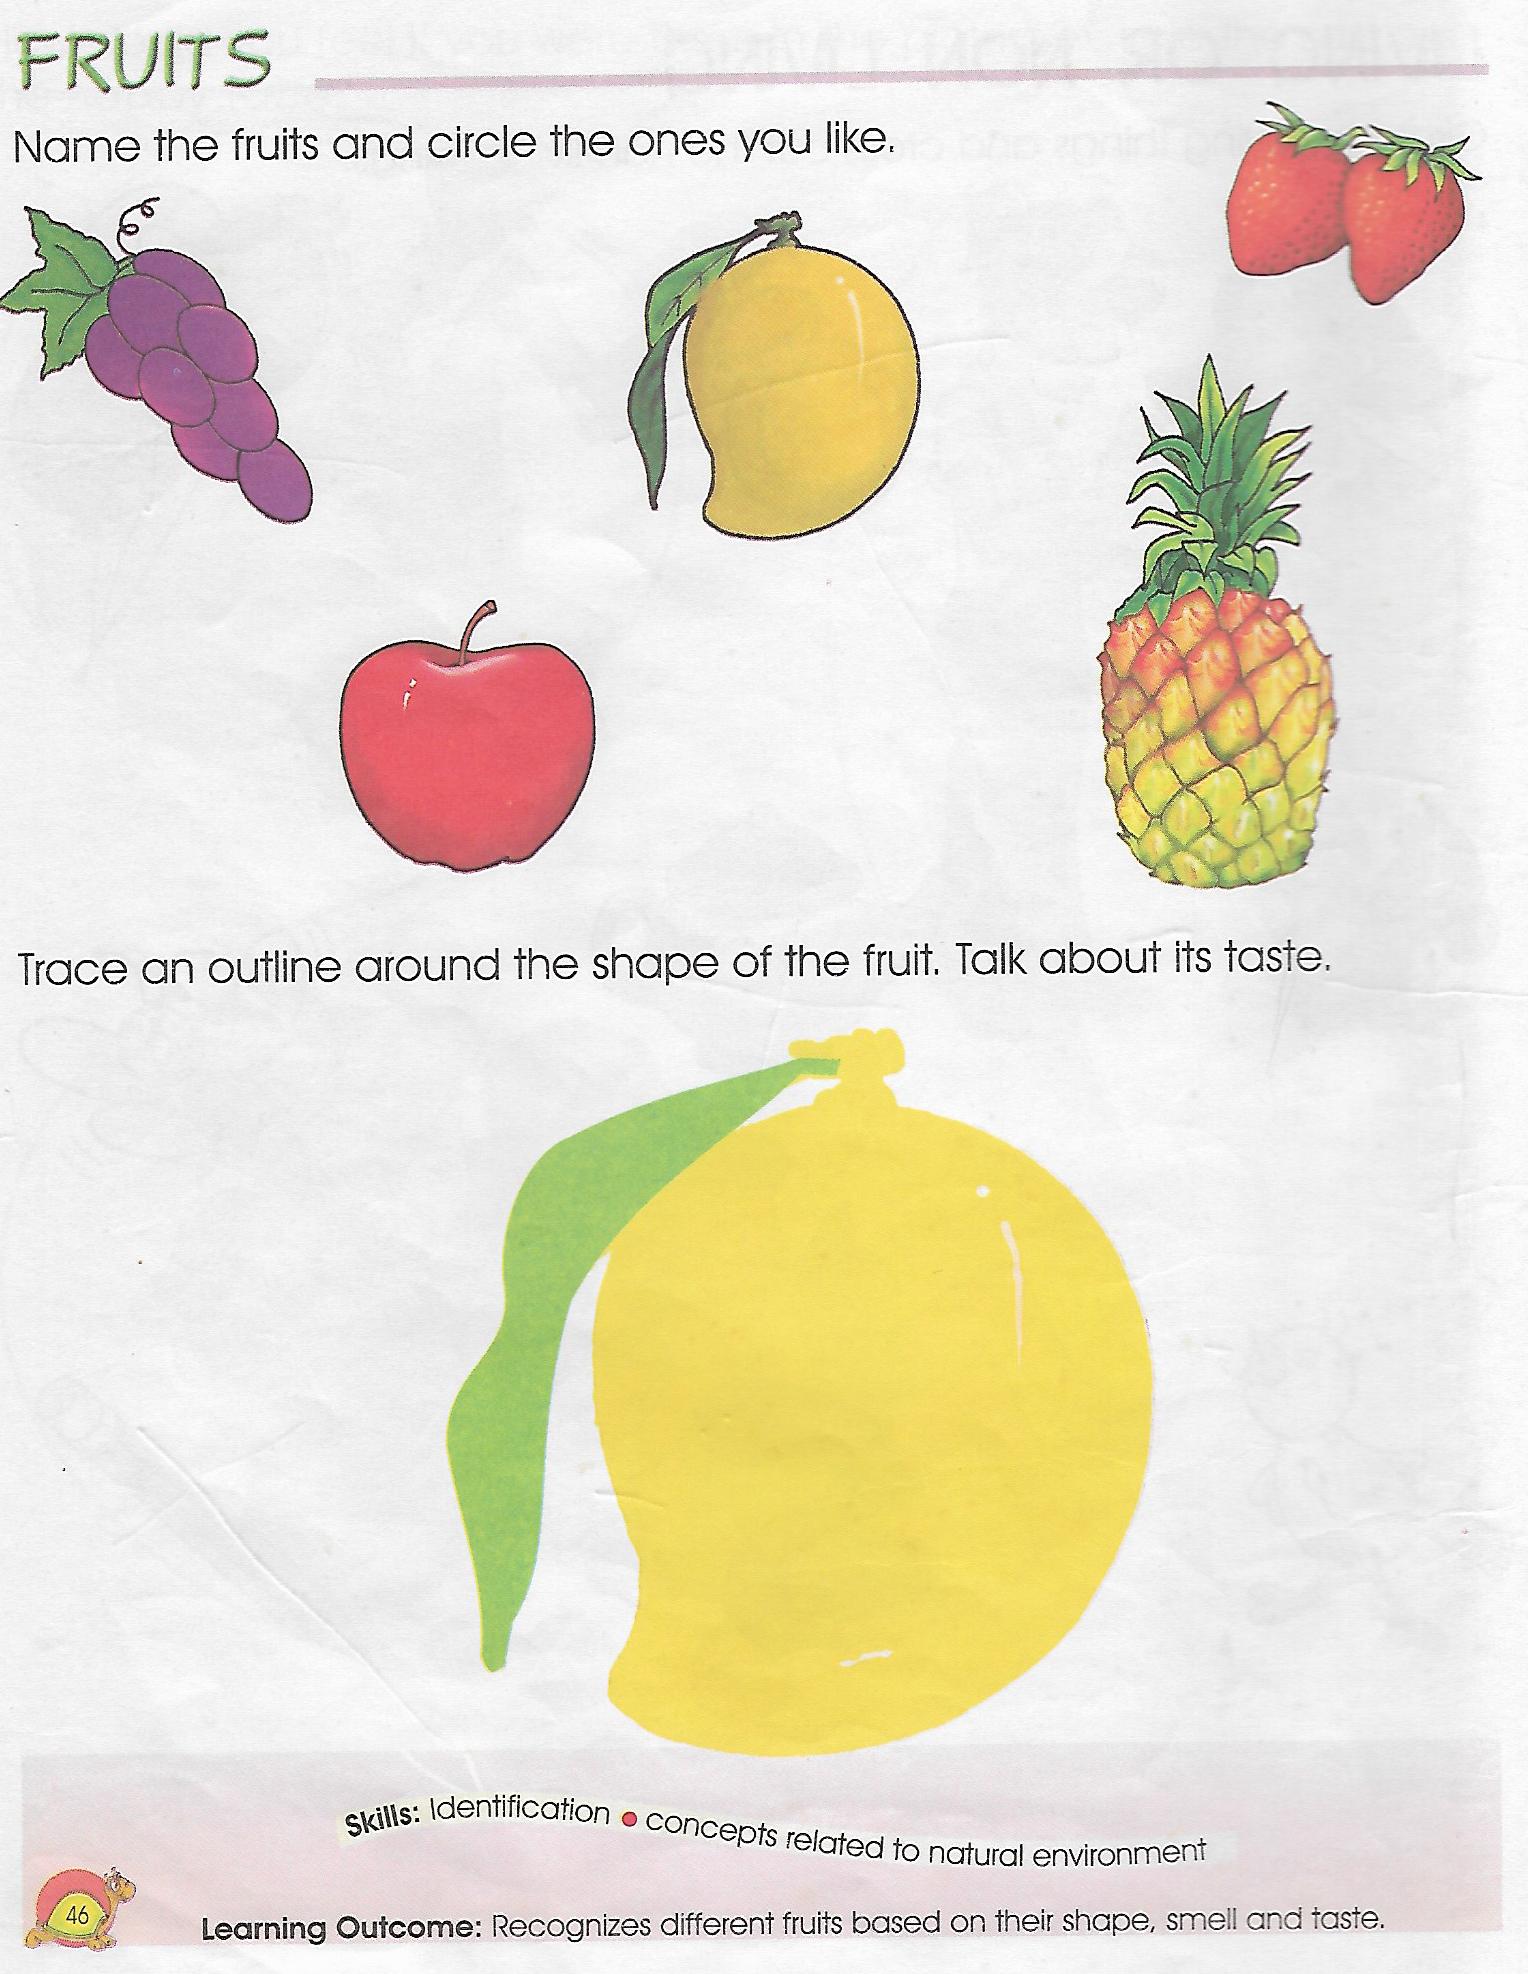 FRUITS
Name the fruits and circle the ones you like.
Trace an outline around the shape of the fruit. Talk about its taste.
Skills: Identification • concepts related to natural environment
46
Learning Outcome: Recognizes different fruits based on their shape, smell and taste.